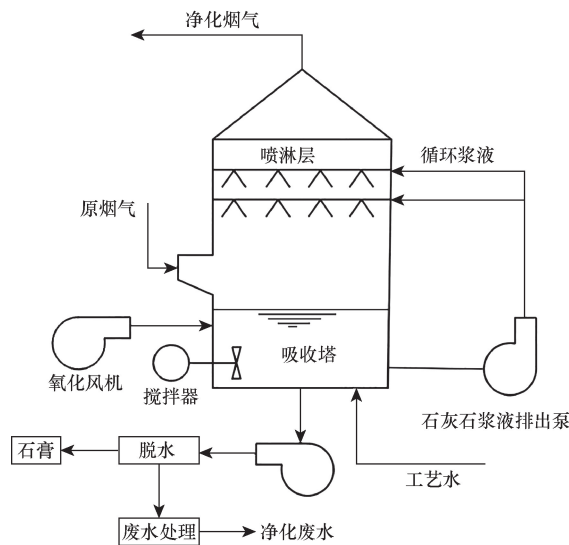 净化烟气
喷淋层
循环浆液
原烟气
吸收塔
氧化风机
搅拌器
石灰石浆液排出泵
石膏
脱水
工艺水
废水处理
净化废水